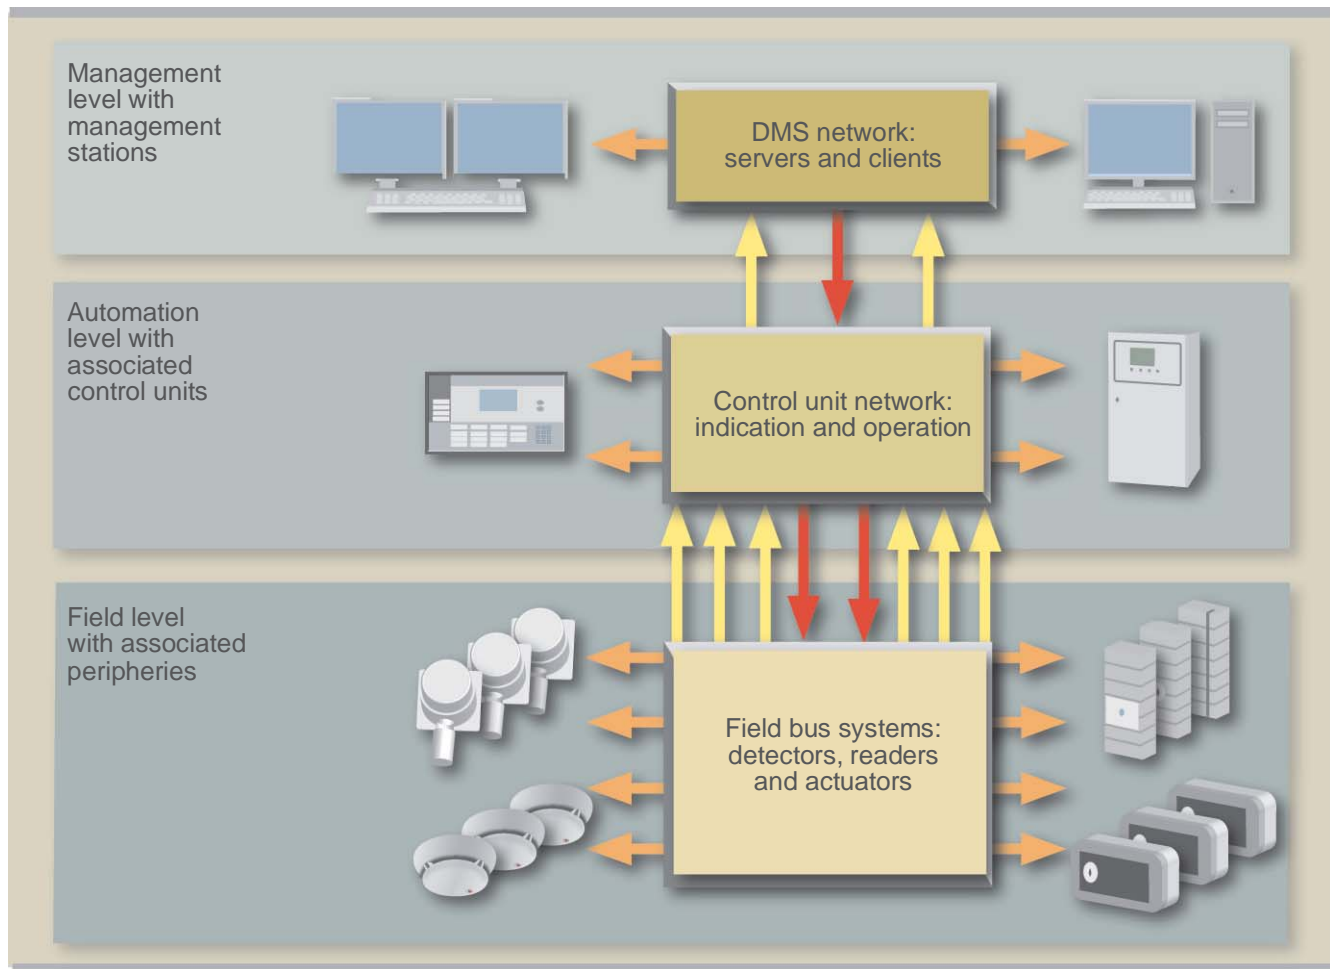 Management
level with
management
stations
DMS network:
servers and clients
Automation
level with
associated
control units
Control unit network:
indication and operation
Field level
with associated
peripheries
Field bus systems:
detectors, readers
and actuators